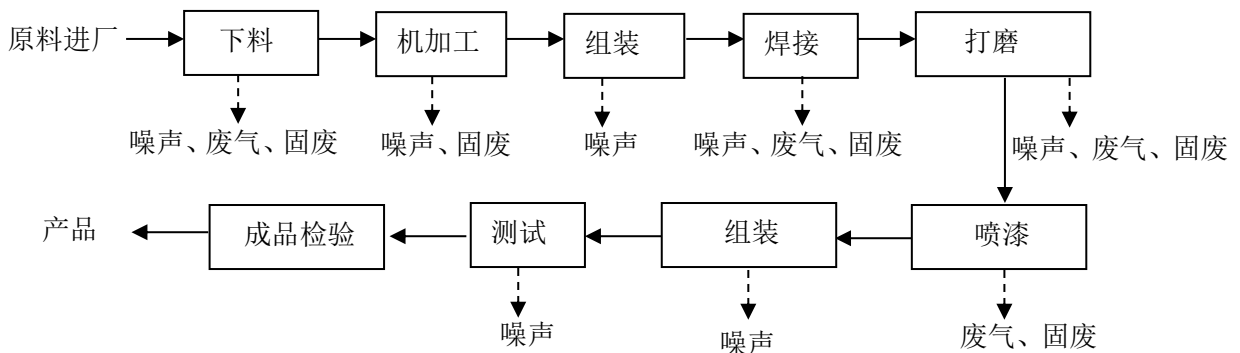 原料进厂
下料
机加工
组装
焊接
打磨
噪声、废气、固废
噪声、固废
噪声
噪声、废气、固废
噪声、废气、固废
产品
成品检验
测试
组装
喷漆
噪声
噪声
废气、固废